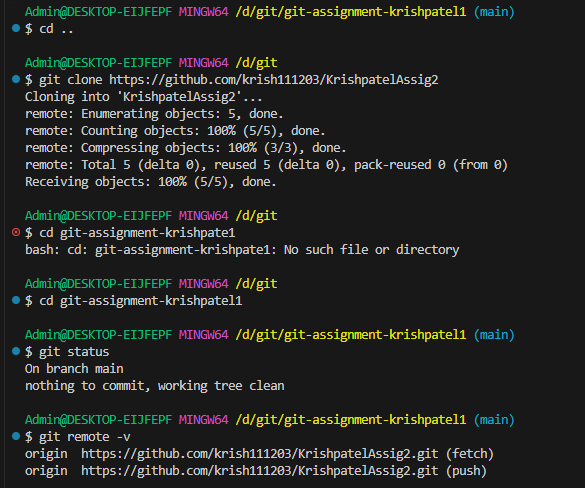 Admin@DESKTOP-EIJFEPF MINGW64 /d/git/git-assignment-krishpatel1 (main)
$ cd ..
Admin@DESKTOP-EIJFEPF MINGW64 /d/git
$ git clone https://github.com/krish111203/KrishpatelAssig2
Cloning into 'KrishpatelAssig2'...
remote: Enumerating objects: 5, done.
remote: Counting objects: 100% (5/5), done.
remote: Compressing objects: 100% (3/3), done.
remote: Total 5 (delta 0), reused 5 (delta 0), pack-reused 0 (from 0)
Receiving objects: 100% (5/5), done.
Admin@DESKTOP-EIJFEPF MINGW64 /d/git
$ cd git-assignment-krishpate1
bash: cd: git-assignment-krishpate1: No such file or directory
Admin@DESKTOP-EIJFEPF MINGW64 /d/git
$ cd git-assignment-krishpatel1
Admin@DESKTOP-EIJFEPF MINGW64 /d/git/git-assignment-krishpatel1 (main)
$ git status
On branch main
nothing to commit, working tree clean
Admin@DESKTOP-EIJFEPF MINGW64 /d/git/git-assignment-krishpatel1 (main)
$ git remote -v
origin  https://github.com/krish111203/KrishpatelAssig2.git (fetch)
origin  https://github.com/krish111203/KrishpatelAssig2.git (push)